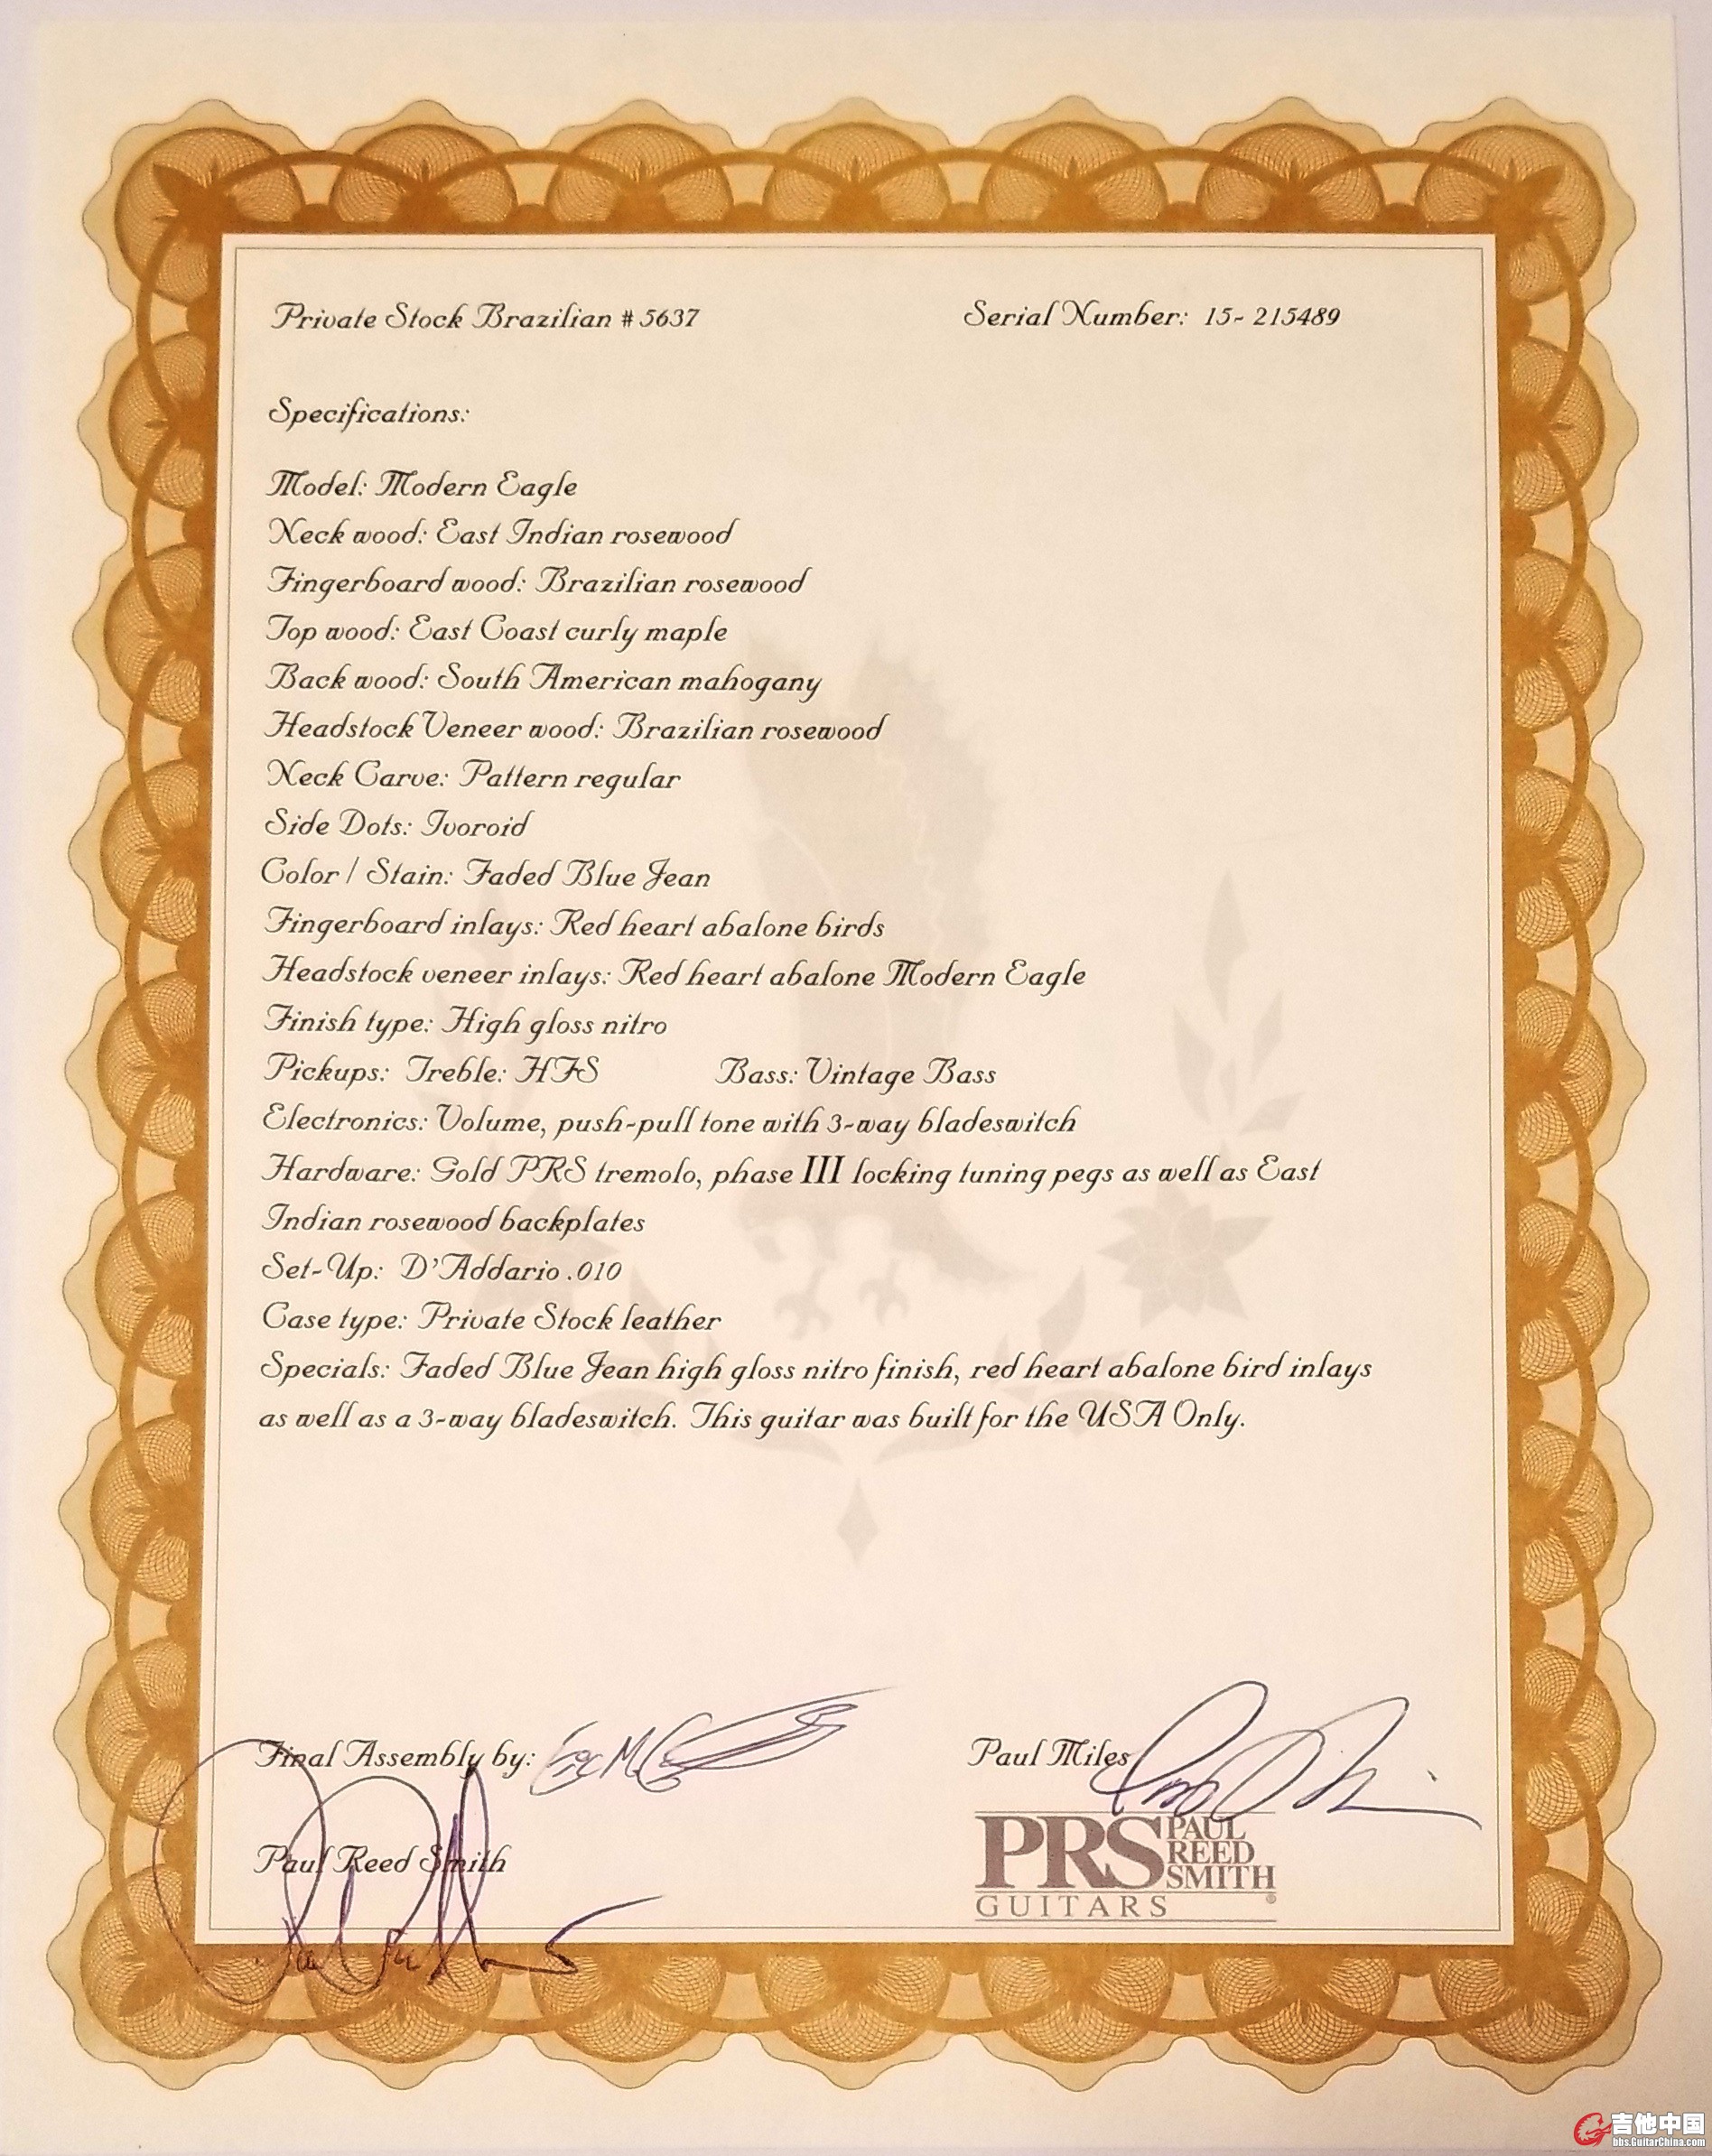 Private Stock Brazilian # 5637
Serial Number: 15- 215489
Specifications:
Model: Modern Eagle
Neck wood: East Indian rosewood
Fingerboard wood: Brazilian rosewood
Top wood: East Coast curly maple
Back wood: South American mahogany
Headstock Veneer wood: Brazilian rosewood
Neck Carve: Pattern regular
Side Dots: Ivoroid
Color / Stain: Faded Blue Jean
Fingerboard inlays: Red heart abalone birds
Headstock veneer inlays: Red heart abalone Modern Eagle
Finish type: High gloss nitro
Pickups: Treble: HFS Bass: Vintage Bass
Electronics: Volume, push-pull tone with 3-way bladeswitch
Hardware: Gold PRS tremolo, phase III locking tuning pegs as well as East
Indian rosewood backplates
Set-Up: D'Addario .010
Case type: Private Stock leather
Specials: Faded Blue Jean high gloss nitro finish, red heart abalone bird inlays
as well as a 3-way bladeswitch. This guitar was built for the USA Only.
Final Assembly by:
Paul Miles
Paul Reed Smith
PRS PAUL
REED
SMITH
GUITARS ®
吉他中国
bbs.GuitarChina.com